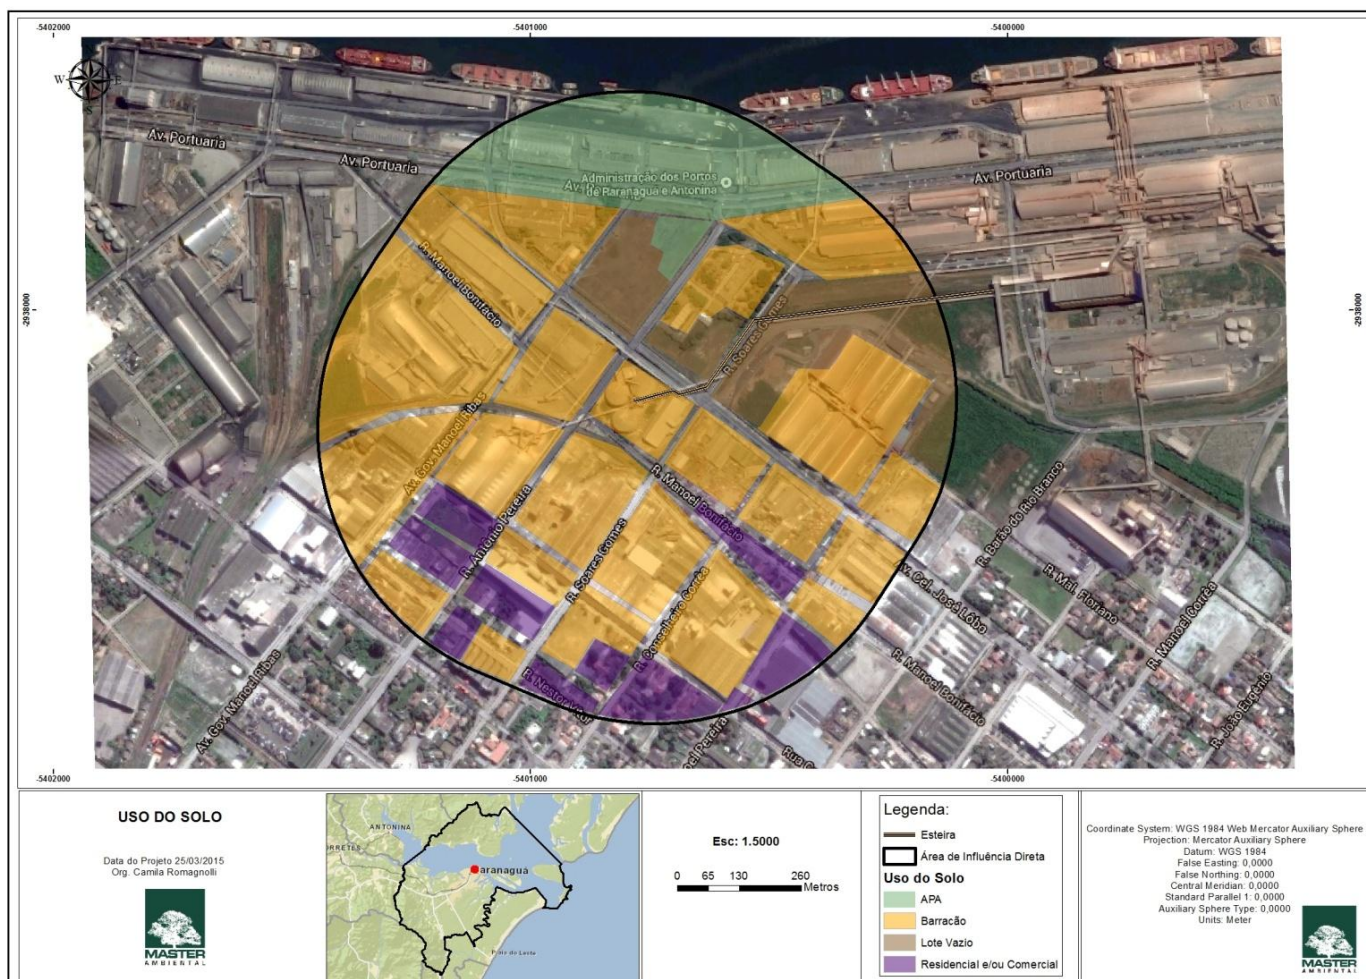 -5402000
-5401000
-5400000
W
E
S
Av. Portuaria
Av. Portuaria
Administração dos Portos
de Paranaguá e Antonina
Av. Portuaria
R. Manoel Bonifácio
-2938000
-2938000
R. Soares Gomes
Av. Gov. Manoel Ribas
R. Manoel Bonifácio
R. Antônio Pereira
R. Soares Gomes
R. Conselheiro Corrêa
R. Barão do Rio Branco
R. Mal. Floriano
Av. Cel. José Lôbo
R. Manoel Corrêa
R. Manoel Bonifácio
R. João Eugênio
Av. Gov. Manoel Ribas
R. Nestor
-5402000
-5401000
-5400000
USO DO SOLO
Data do Projeto 25/03/2015
Org. Camila Romagnolli
MASTER
AMBIENTAL
ANTONINA
RRETES
aranaguá
Praia de Leste
Esc: 1.5000
0 65 130 260
Metros
Legenda:
Esteira
Área de Influência Direta
Uso do Solo
APA
Barracão
Lote Vazio
Residencial e/ou Comercial
Coordinate System: WGS 1984 Web Mercator Auxiliary Sphere
Projection: Mercator Auxiliary Sphere
Datum: WGS 1984
False Easting: 0,0000
False Northing: 0,0000
Central Meridian: 0,0000
Standard Parallel 1: 0,0000
Auxiliary Sphere Type: 0,0000
Units: Meter
MASTER
AMBIENTAL